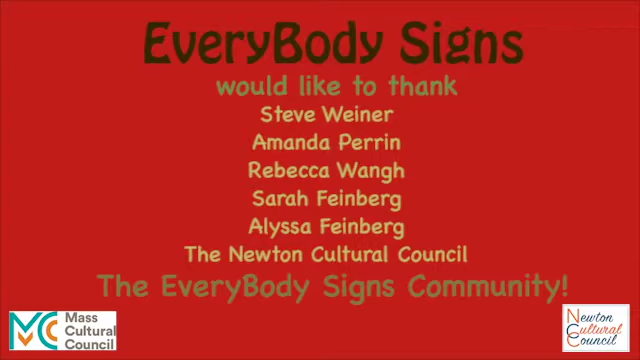 EveryBody Signs
would like to thank
Steve Weiner
Amanda Perrin
Rebecca Wangh
Sarah Feinberg
Alyssa Feinberg
The Newton Cultural Council
The EveryBody Signs Community!
MCC
Mass
Cultural
Council
Newton
Cultural
Council